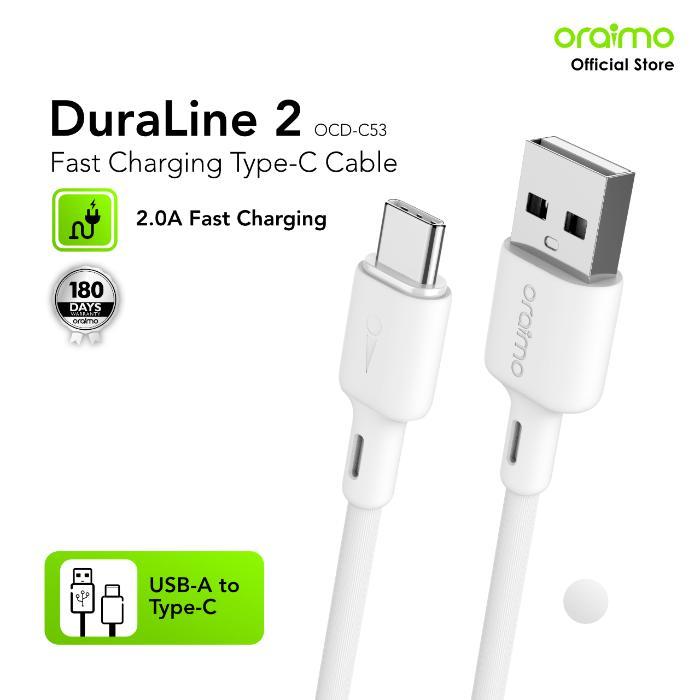 oraimo
Official Store
DuraLine 2 OCD-C53
Fast Charging Type-C Cable
2.0A Fast Charging
180
DAYS
WARRANTY
oraimo
oraimo
USB-A to
Type-C